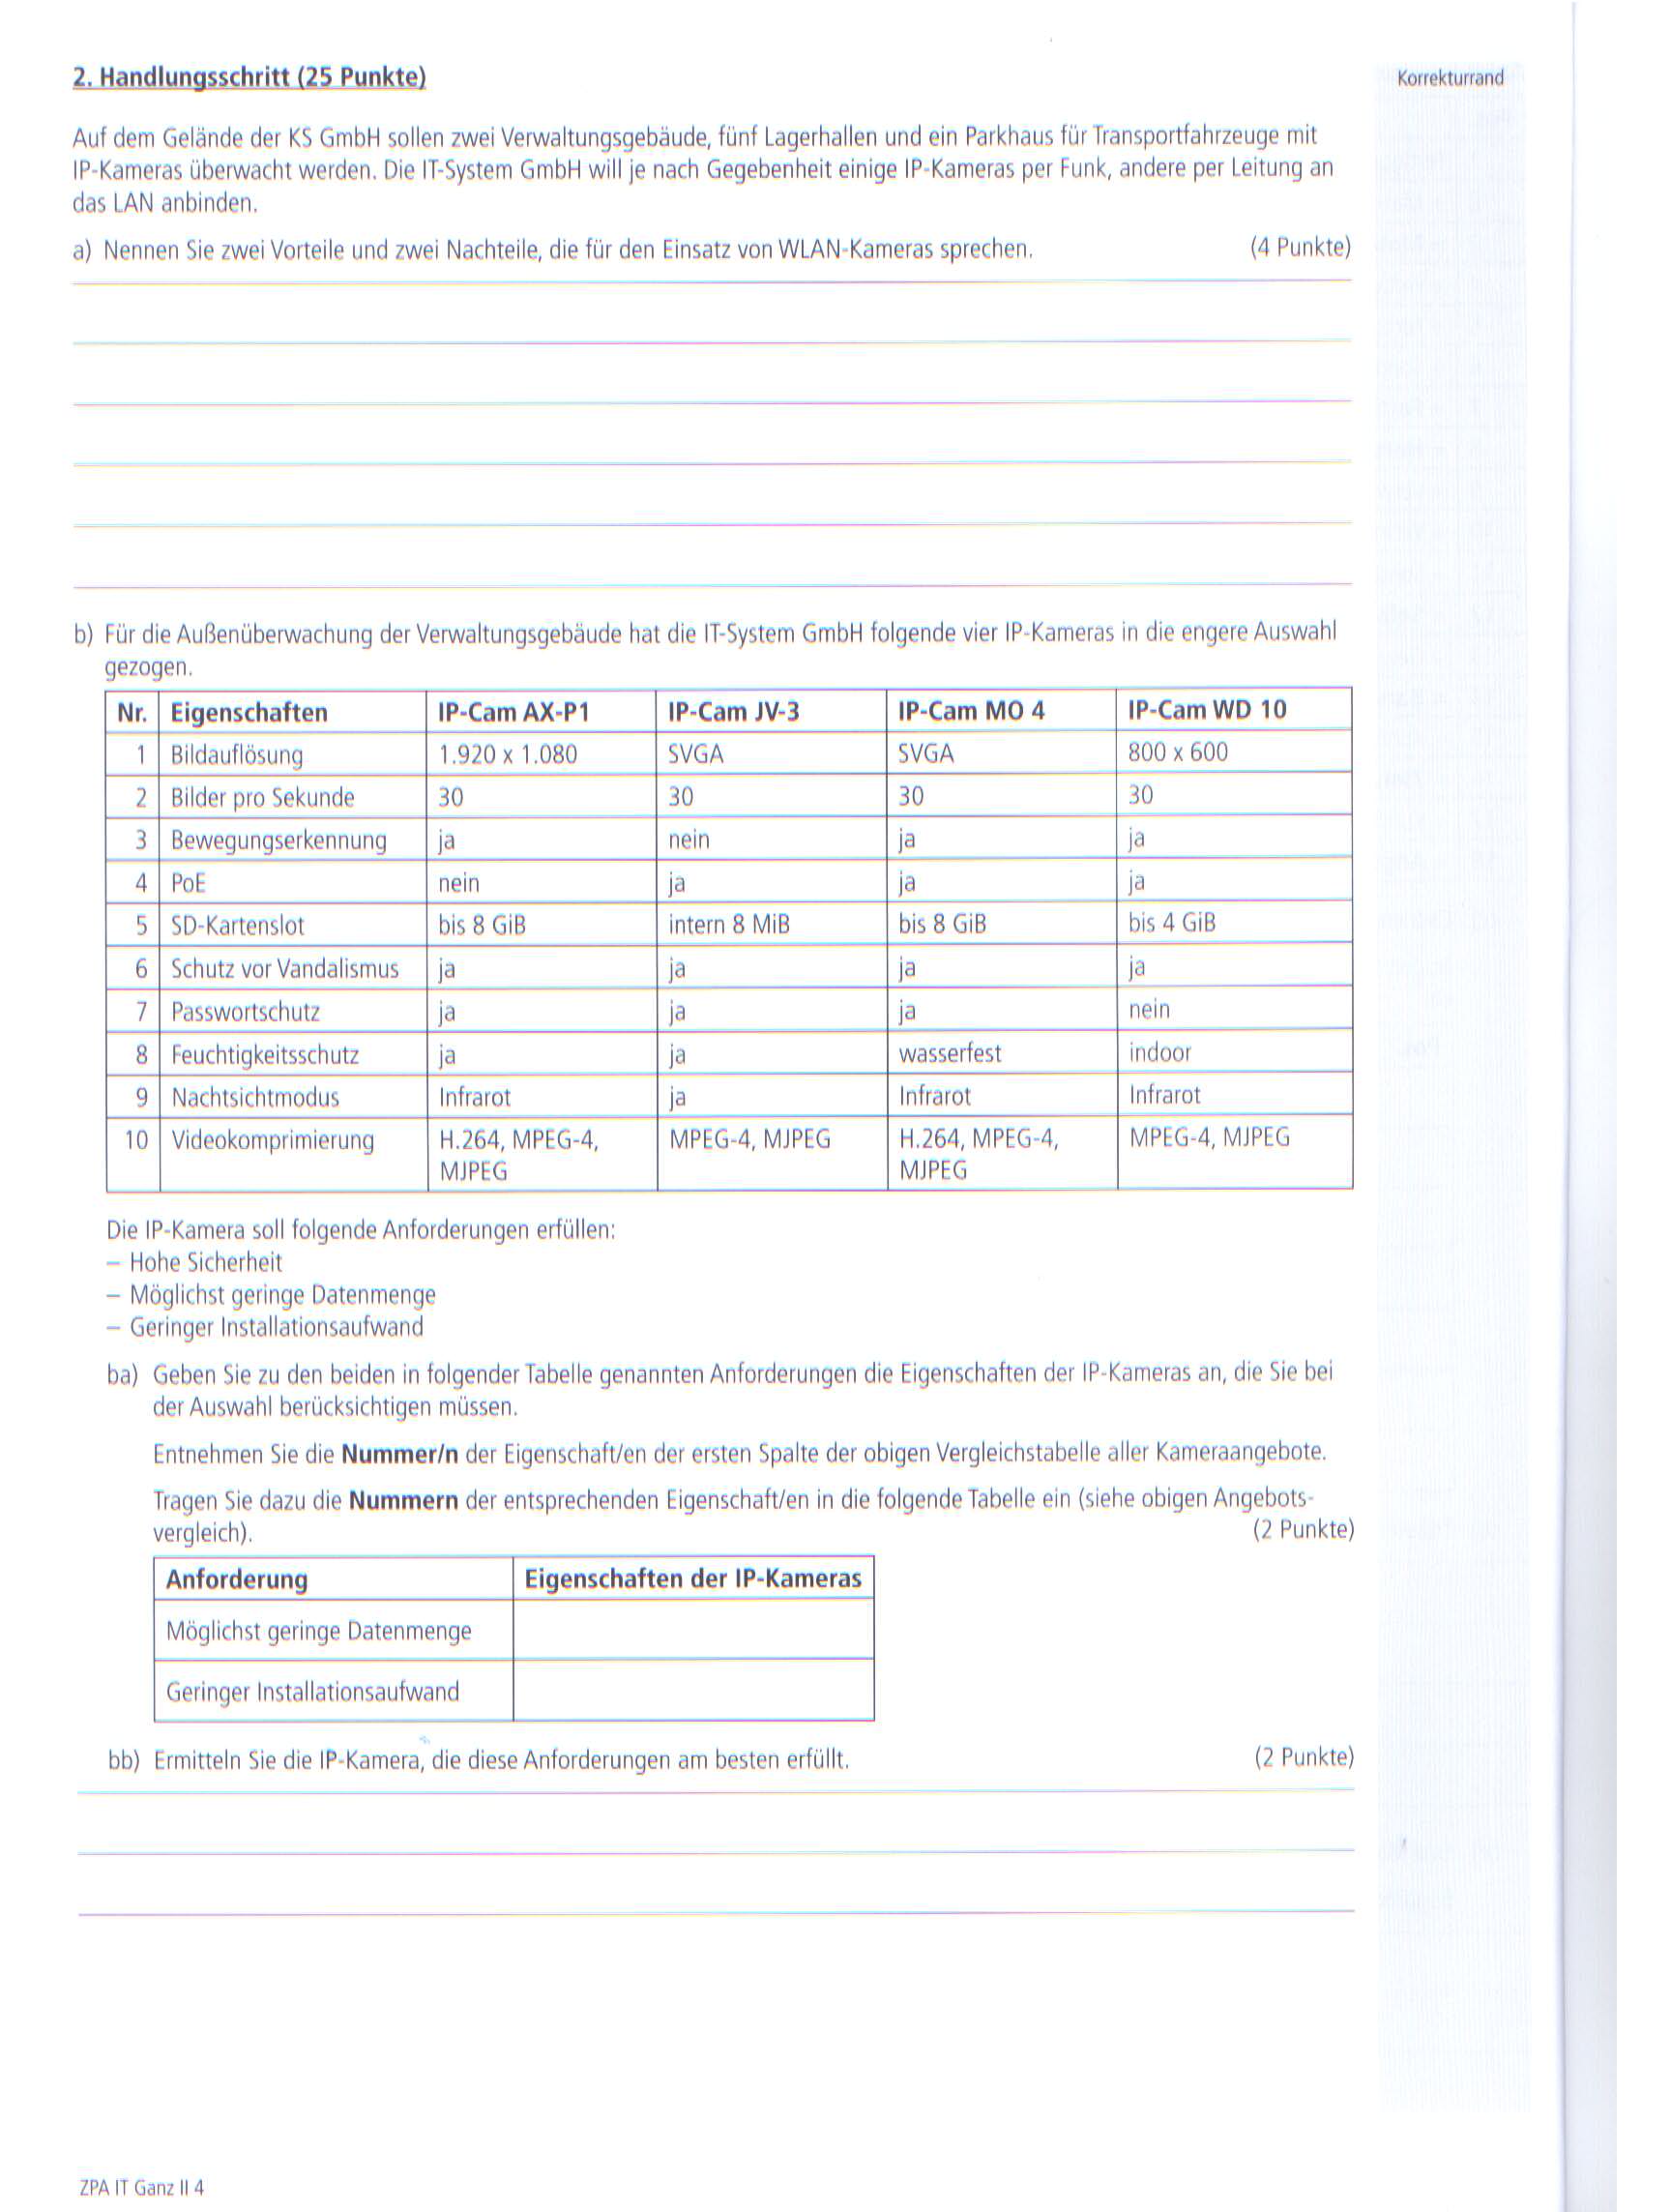 2. Handlungsschritt (25 Punkte)
Korrekturrand
Auf dem Gelände der KS GmbH sollen zwei Verwaltungsgebäude, fünf Lagerhallen und ein Parkhaus für Transportfahrzeuge mit
IP-Kameras überwacht werden. Die IT-System GmbH will je nach Gegebenheit einige IP-Kameras per Funk, andere per Leitung an
das LAN anbinden.
a) Nennen Sie zwei Vorteile und zwei Nachteile, die für den Einsatz von WLAN-Kameras sprechen. (4 Punkte)
b) Für die Außenüberwachung der Verwaltungsgebäude hat die IT-System GmbH folgende vier IP-Kameras in die engere Auswahl
gezogen.
Nr. Eigenschaften IP-Cam AX-P1 IP-Cam JV-3 IP-Cam MO 4 IP-Cam WD 10
1 Bildauflösung 1.920 x 1.080 SVGA SVGA 800 x 600
2 Bilder pro Sekunde 30 30 30 30
3 Bewegungserkennung ja nein ja ja
4 PoE nein ja ja ja
5 SD-Kartenslot bis 8 GiB intern 8 MiB bis 8 GiB bis 4 GiB
6 Schutz vor Vandalismus ja ja ja ja
7 Passwortschutz ja ja ja nein
8 Feuchtigkeitsschutz ja ja wasserfest indoor
9 Nachtsichtmodus Infrarot ja Infrarot Infrarot
10 Videokomprimierung H.264, MPEG-4, MPEG-4, MJPEG H.264, MPEG-4, MPEG-4, MJPEG
MJPEG MJPEG
Die IP-Kamera soll folgende Anforderungen erfüllen:
– Hohe Sicherheit
– Möglichst geringe Datenmenge
– Geringer Installationsaufwand
ba) Geben Sie zu den beiden in folgender Tabelle genannten Anforderungen die Eigenschaften der IP-Kameras an, die Sie bei
der Auswahl berücksichtigen müssen.
Entnehmen Sie die Nummer/n der Eigenschaft/en der ersten Spalte der obigen Vergleichstabelle aller Kameraangebote.
Tragen Sie dazu die Nummern der entsprechenden Eigenschaft/en in die folgende Tabelle ein (siehe obigen Angebots-
vergleich). (2 Punkte)
Anforderung Eigenschaften der IP-Kameras
Möglichst geringe Datenmenge
Geringer Installationsaufwand
bb) Ermitteln Sie die IP-Kamera, die diese Anforderungen am besten erfüllt. (2 Punkte)
ZPA IT Ganz II 4